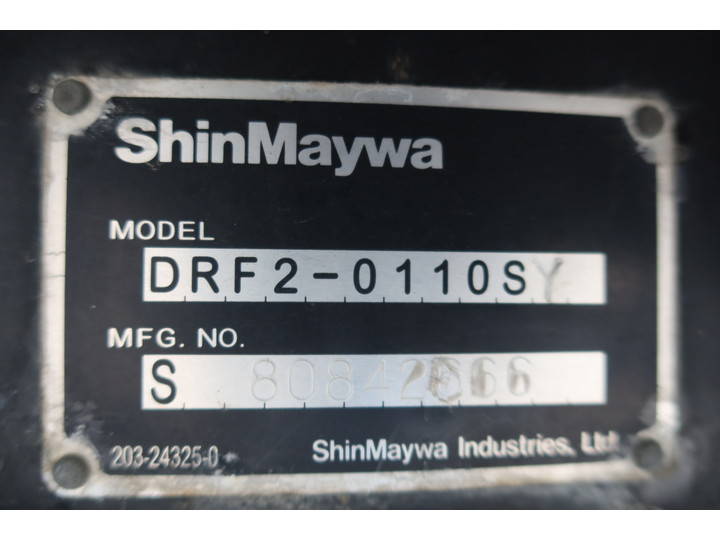 ShinMaywa
MODEL
DRF2-0110SY
MFG. NO.
S
203-24325-0
ShinMaywa Industries, Ltd.